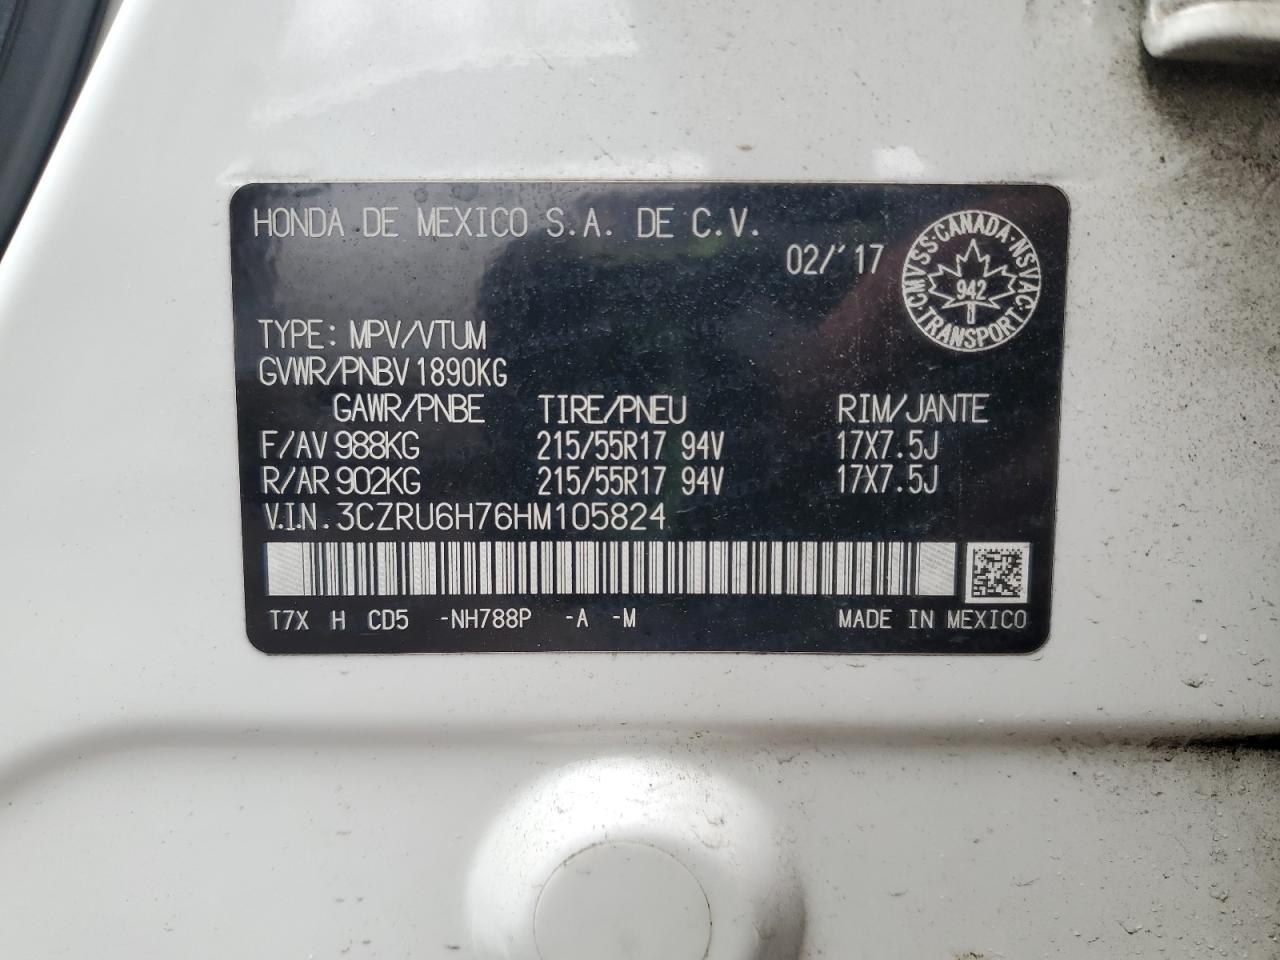 HONDA DE MEXICO S.A. DE C.V.
02/'17
CMVSS·CANADA·NSVAC·TRANSPORT·
942
TYPE: MPV/VTUM
GVWR/PNBV 1890KG
GAWR/PNBE TIRE/PNEU RIM/JANTE
F/AV 988KG 215/55R17 94V 17X7.5J
R/AR 902KG 215/55R17 94V 17X7.5J
V.I.N. 3CZRU6H76HM105824
T7X H CD5 -NH788P -A -M MADE IN MEXICO